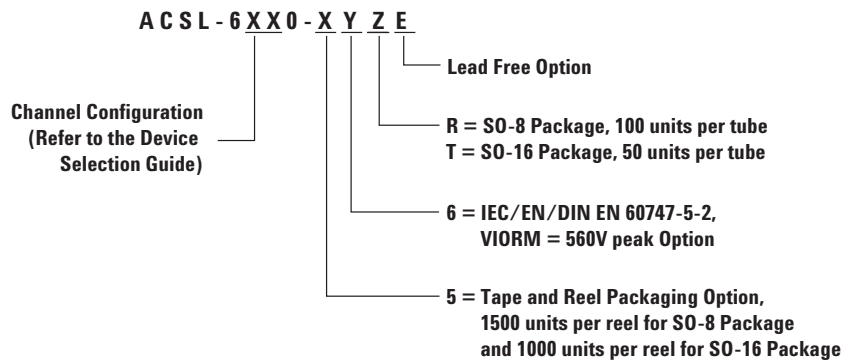 ACSL-6XX0-XYZE
Lead Free Option
Channel Configuration
(Refer to the Device
Selection Guide)
R = SO-8 Package, 100 units per tube
T = SO-16 Package, 50 units per tube
6 = IEC/EN/DIN EN 60747-5-2,
VIORM = 560V peak Option
5 = Tape and Reel Packaging Option,
1500 units per reel for SO-8 Package
and 1000 units per reel for SO-16 Package